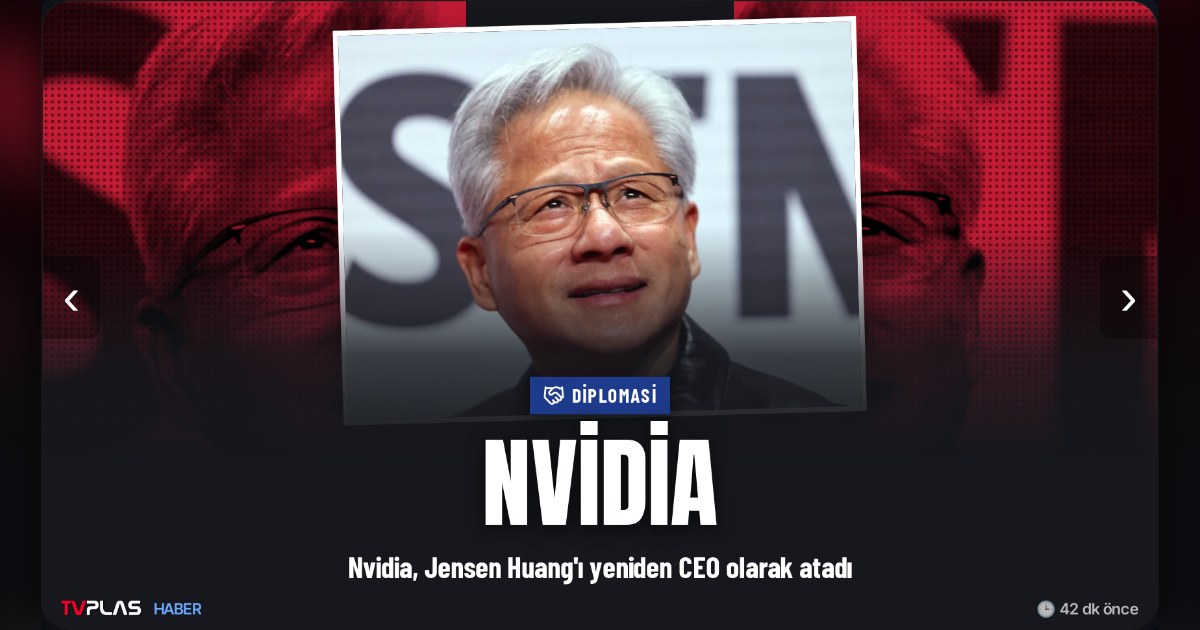 DİPLOMASİ
NVİDİA
Nvidia, Jensen Huang'ı yeniden CEO olarak atadı
TVPLAS HABER
42 dk önce